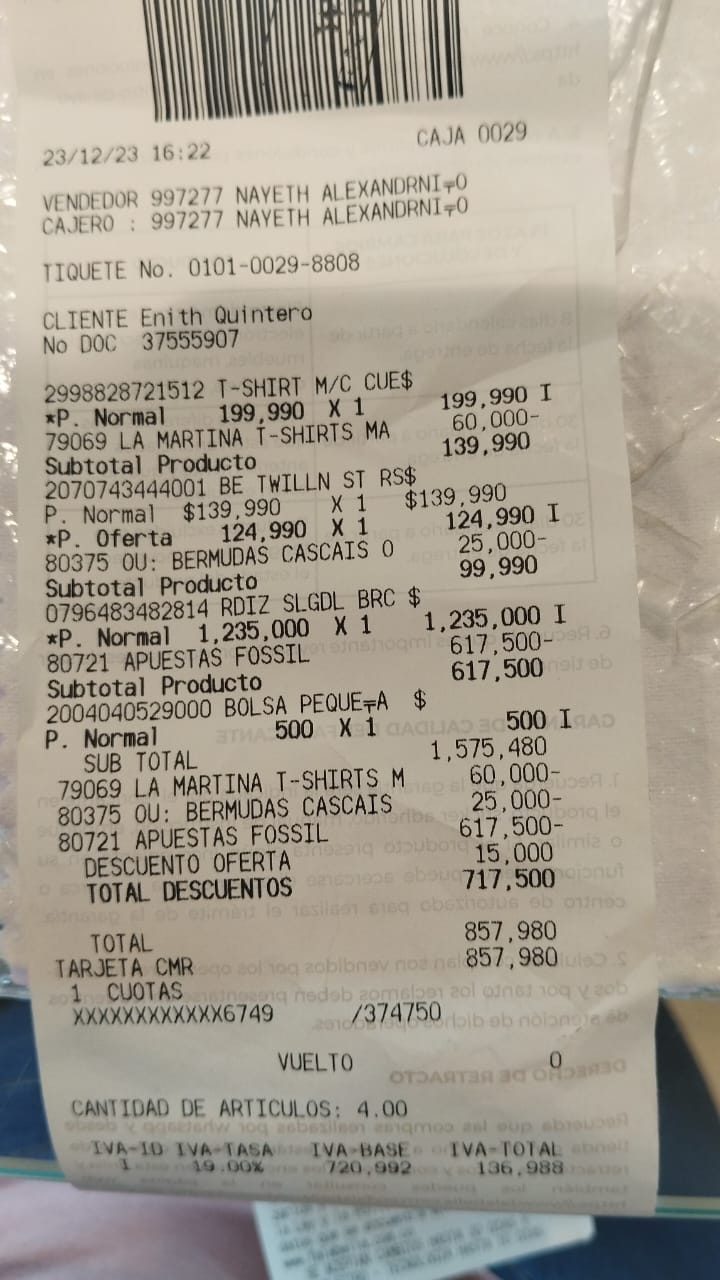 23/12/23 16:22 CAJA 0029
VENDEDOR 997277 NAYETH ALEXANDRNI╤O
CAJERO : 997277 NAYETH ALEXANDRNI╤O
TIQUETE No. 0101-0029-8808
CLIENTE Enith Quintero
No DOC 37555907
2998828721512 T-SHIRT M/C CUE$
*P. Normal 199,990 X 1 199,990 I
79069 LA MARTINA T-SHIRTS MA 60,000-
Subtotal Producto 139,990
2070743444001 BE TWILLN ST RS$
P. Normal $139,990 X 1 $139,990
*P. Oferta 124,990 X 1 124,990 I
80375 OU: BERMUDAS CASCAIS O 25,000-
Subtotal Producto 99,990
0796483482814 RDIZ SLGDL BRC $
*P. Normal 1,235,000 X 1 1,235,000 I
80721 APUESTAS FOSSIL 617,500-
Subtotal Producto 617,500
2004040529000 BOLSA PEQUE╤A $
P. Normal 500 X 1 500 I
SUB TOTAL 1,575,480
79069 LA MARTINA T-SHIRTS M 60,000-
80375 OU: BERMUDAS CASCAIS 25,000-
80721 APUESTAS FOSSIL 617,500-
DESCUENTO OFERTA 15,000
TOTAL DESCUENTOS 717,500
TOTAL 857,980
TARJETA CMR 857,980
1 CUOTAS
XXXXXXXXXXXX6749 /374750
VUELTO 0
CANTIDAD DE ARTICULOS: 4.00
IVA-ID IVA-TASA IVA-BASE IVA-TOTAL
I 19.00% 720,992 136,988